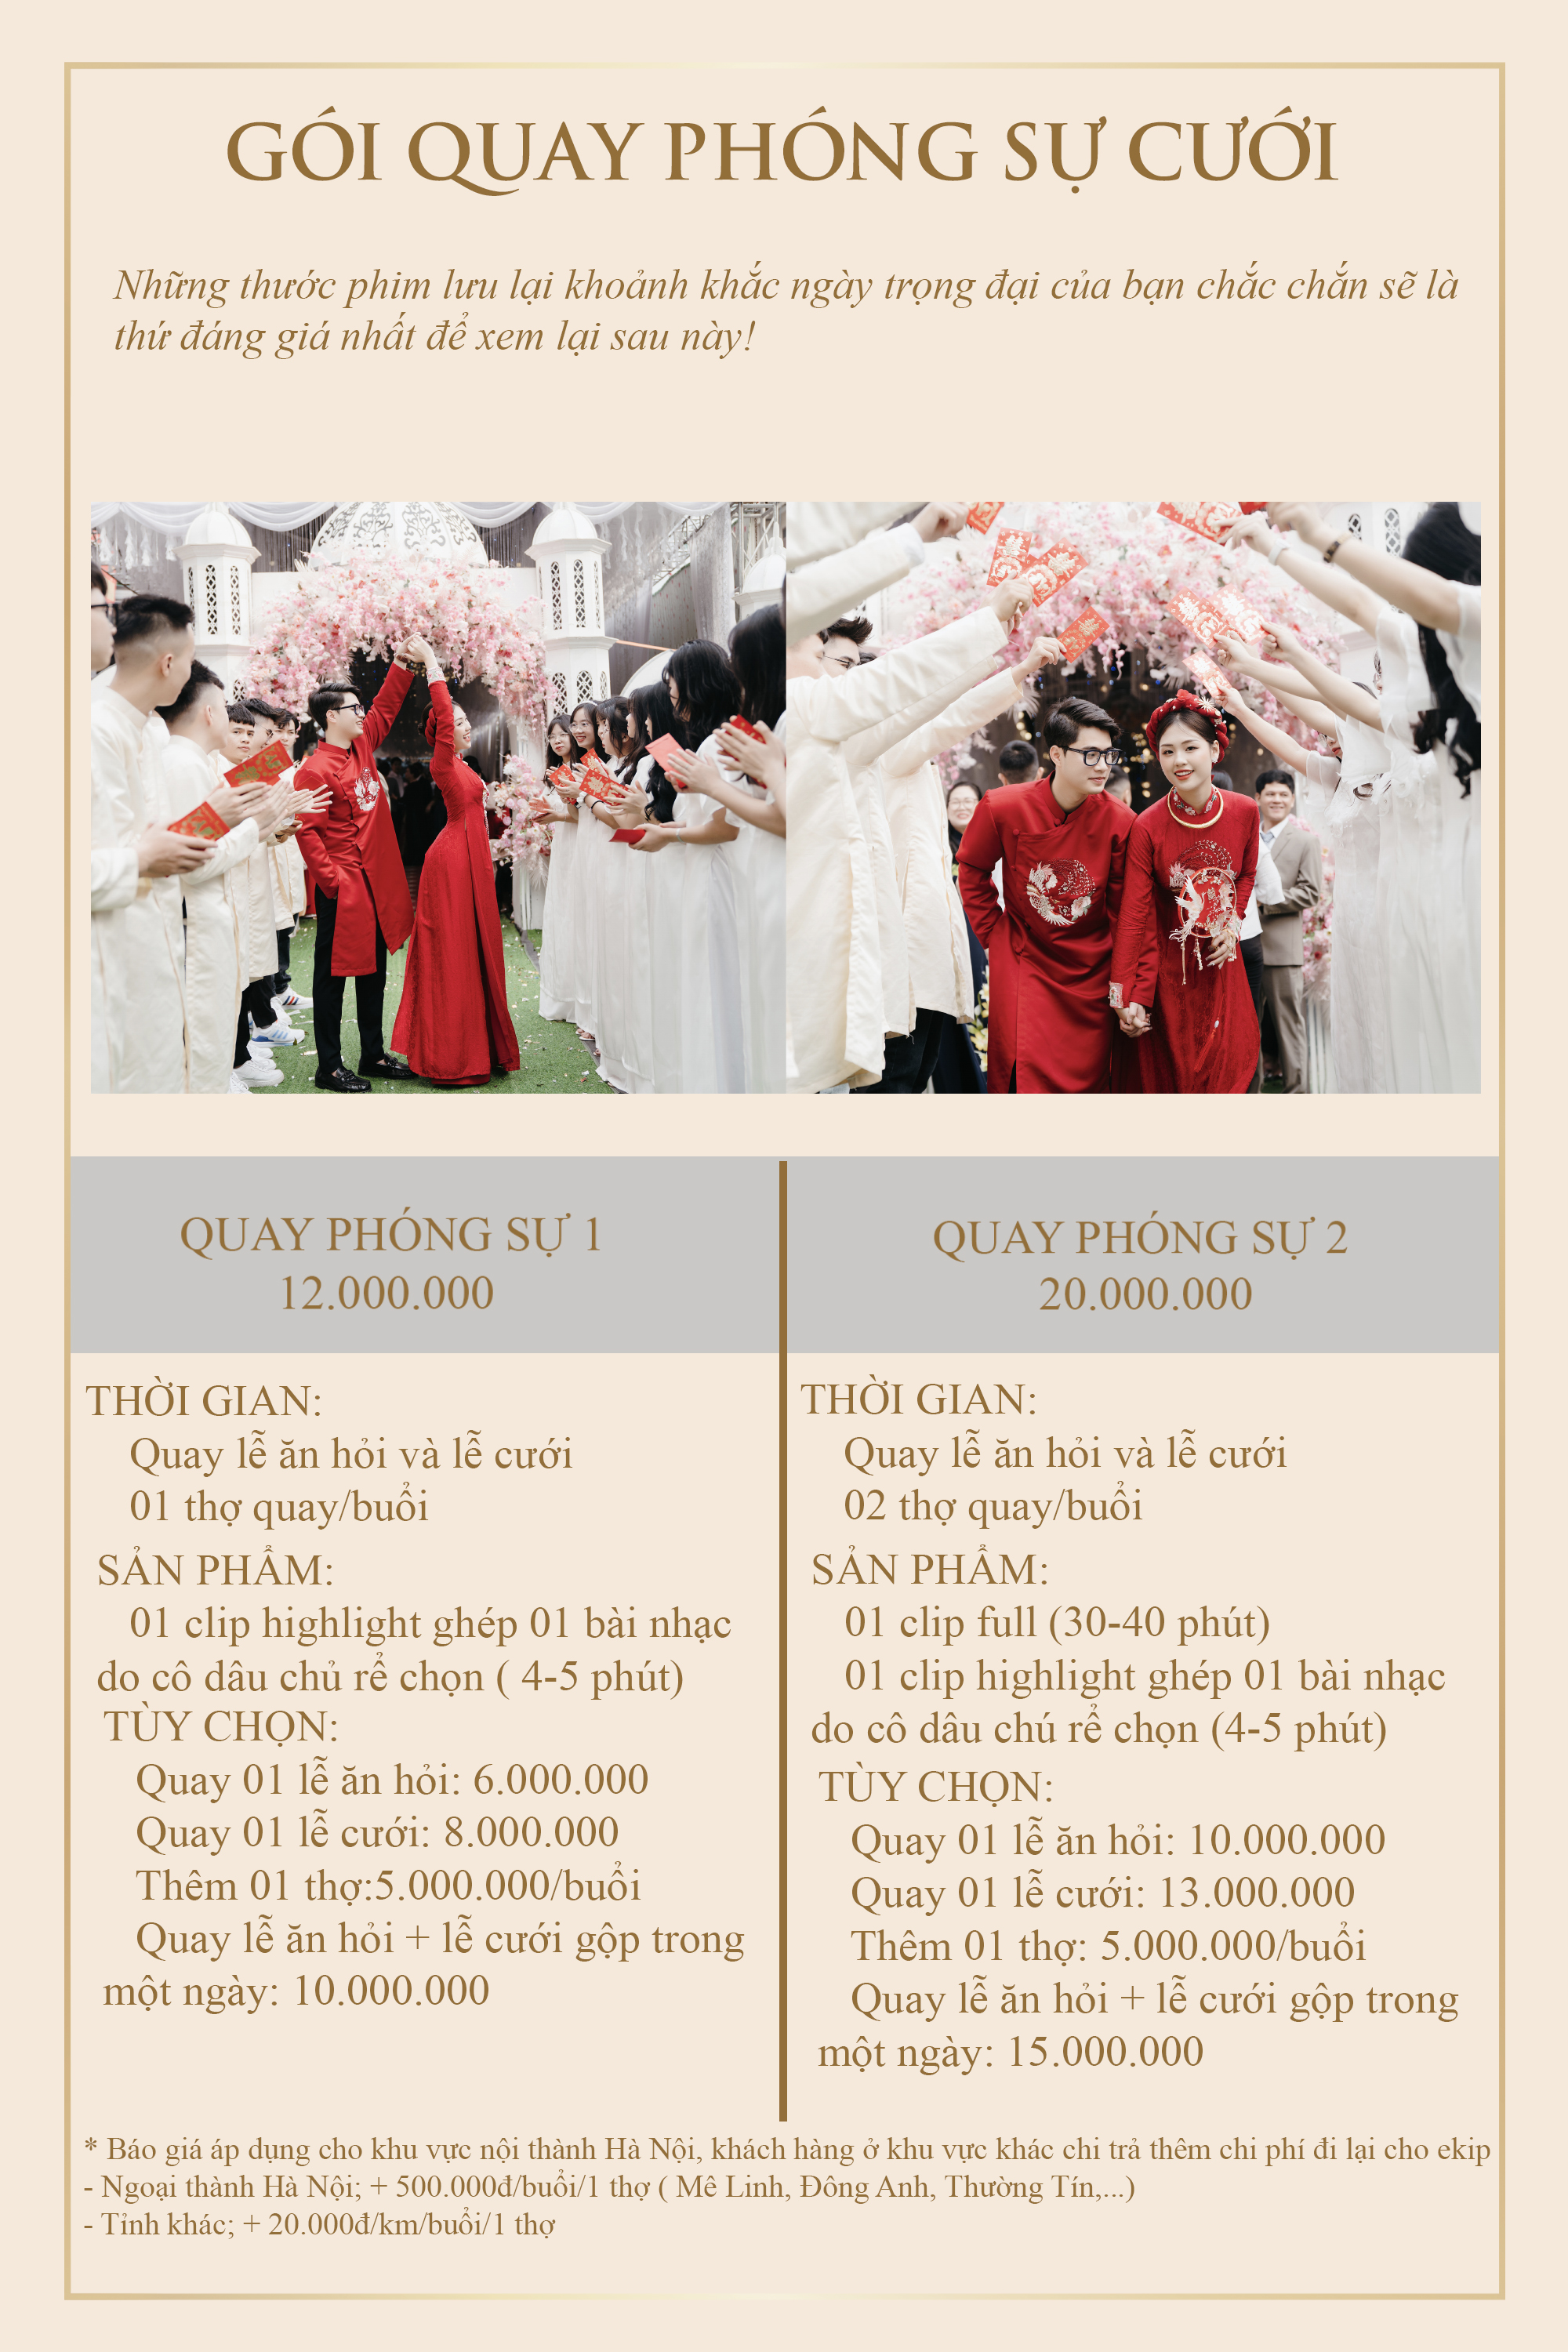 GÓI QUAY PHÓNG SỰ CƯỚI
Những thước phim lưu lại khoảnh khắc ngày trọng đại của bạn chắc chắn sẽ là
thứ đáng giá nhất để xem lại sau này!
QUAY PHÓNG SỰ 1
12.000.000
THỜI GIAN:
Quay lễ ăn hỏi và lễ cưới
01 thợ quay/buổi
SẢN PHẨM:
01 clip highlight ghép 01 bài nhạc
do cô dâu chủ rể chọn ( 4-5 phút)
TÙY CHỌN:
Quay 01 lễ ăn hỏi: 6.000.000
Quay 01 lễ cưới: 8.000.000
Thêm 01 thợ:5.000.000/buổi
Quay lễ ăn hỏi + lễ cưới gộp trong
một ngày: 10.000.000
QUAY PHÓNG SỰ 2
20.000.000
THỜI GIAN:
Quay lễ ăn hỏi và lễ cưới
02 thợ quay/buổi
SẢN PHẨM:
01 clip full (30-40 phút)
01 clip highlight ghép 01 bài nhạc
do cô dâu chú rể chọn (4-5 phút)
TÙY CHỌN:
Quay 01 lễ ăn hỏi: 10.000.000
Quay 01 lễ cưới: 13.000.000
Thêm 01 thợ: 5.000.000/buổi
Quay lễ ăn hỏi + lễ cưới gộp trong
một ngày: 15.000.000
* Báo giá áp dụng cho khu vực nội thành Hà Nội, khách hàng ở khu vực khác chi trả thêm chi phí đi lại cho ekip
- Ngoại thành Hà Nội; + 500.000đ/buổi/1 thợ ( Mê Linh, Đông Anh, Thường Tín,...)
- Tỉnh khác; + 20.000đ/km/buổi/1 thợ